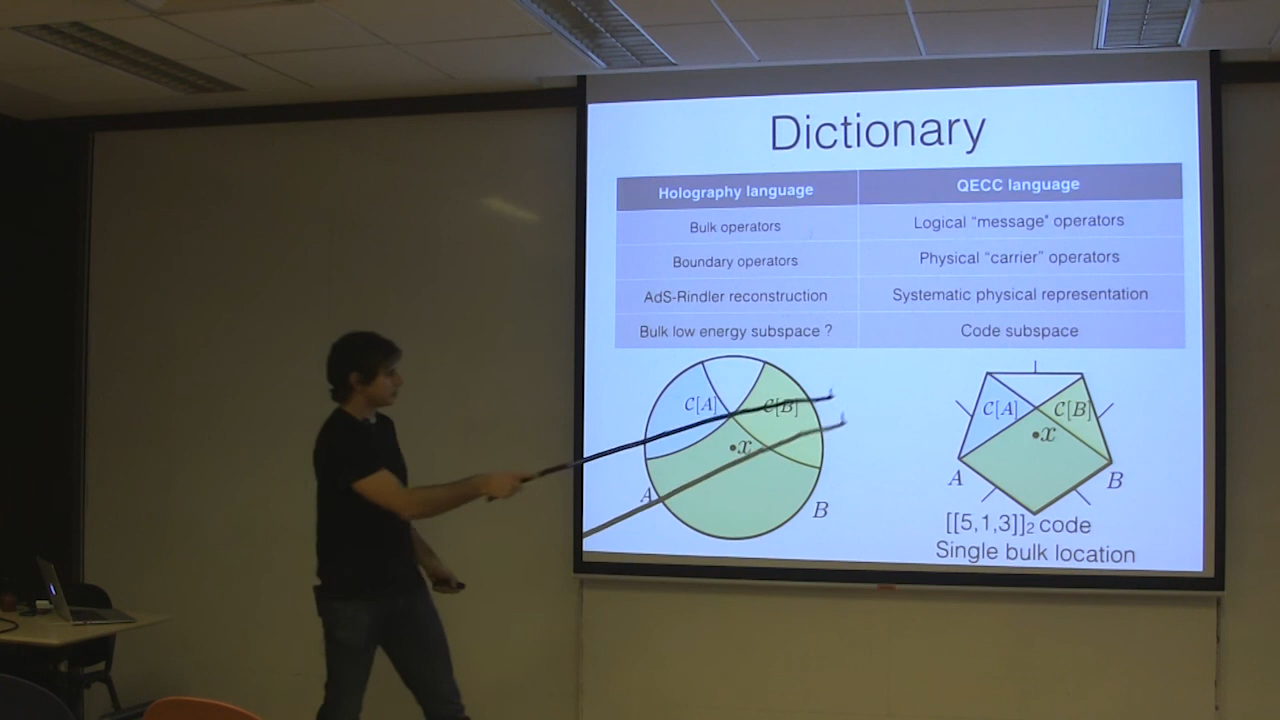 Dictionary
Holography language QECC language
Bulk operators Logical “message" operators
Boundary operators Physical “carrier” operators
AdS-Rindler reconstruction Systematic physical representation
Bulk low energy subspace ? Code subspace
C[A] C[B] C[A] C[B]
x x
A B A B
[[5,1,3]]₂ code
Single bulk location